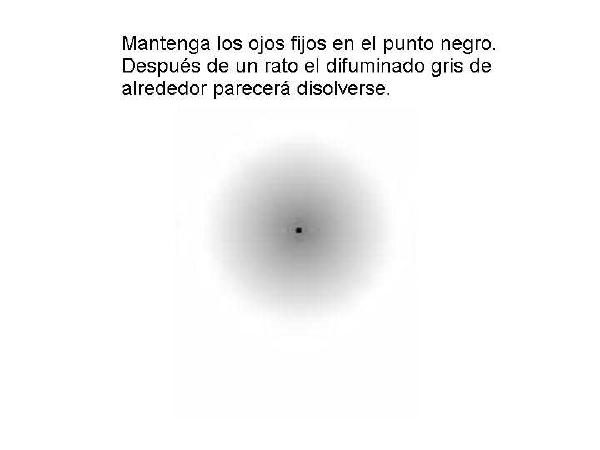 Mantenga los ojos fijos en el punto negro.
Después de un rato el difuminado gris de
alrededor parecerá disolverse.